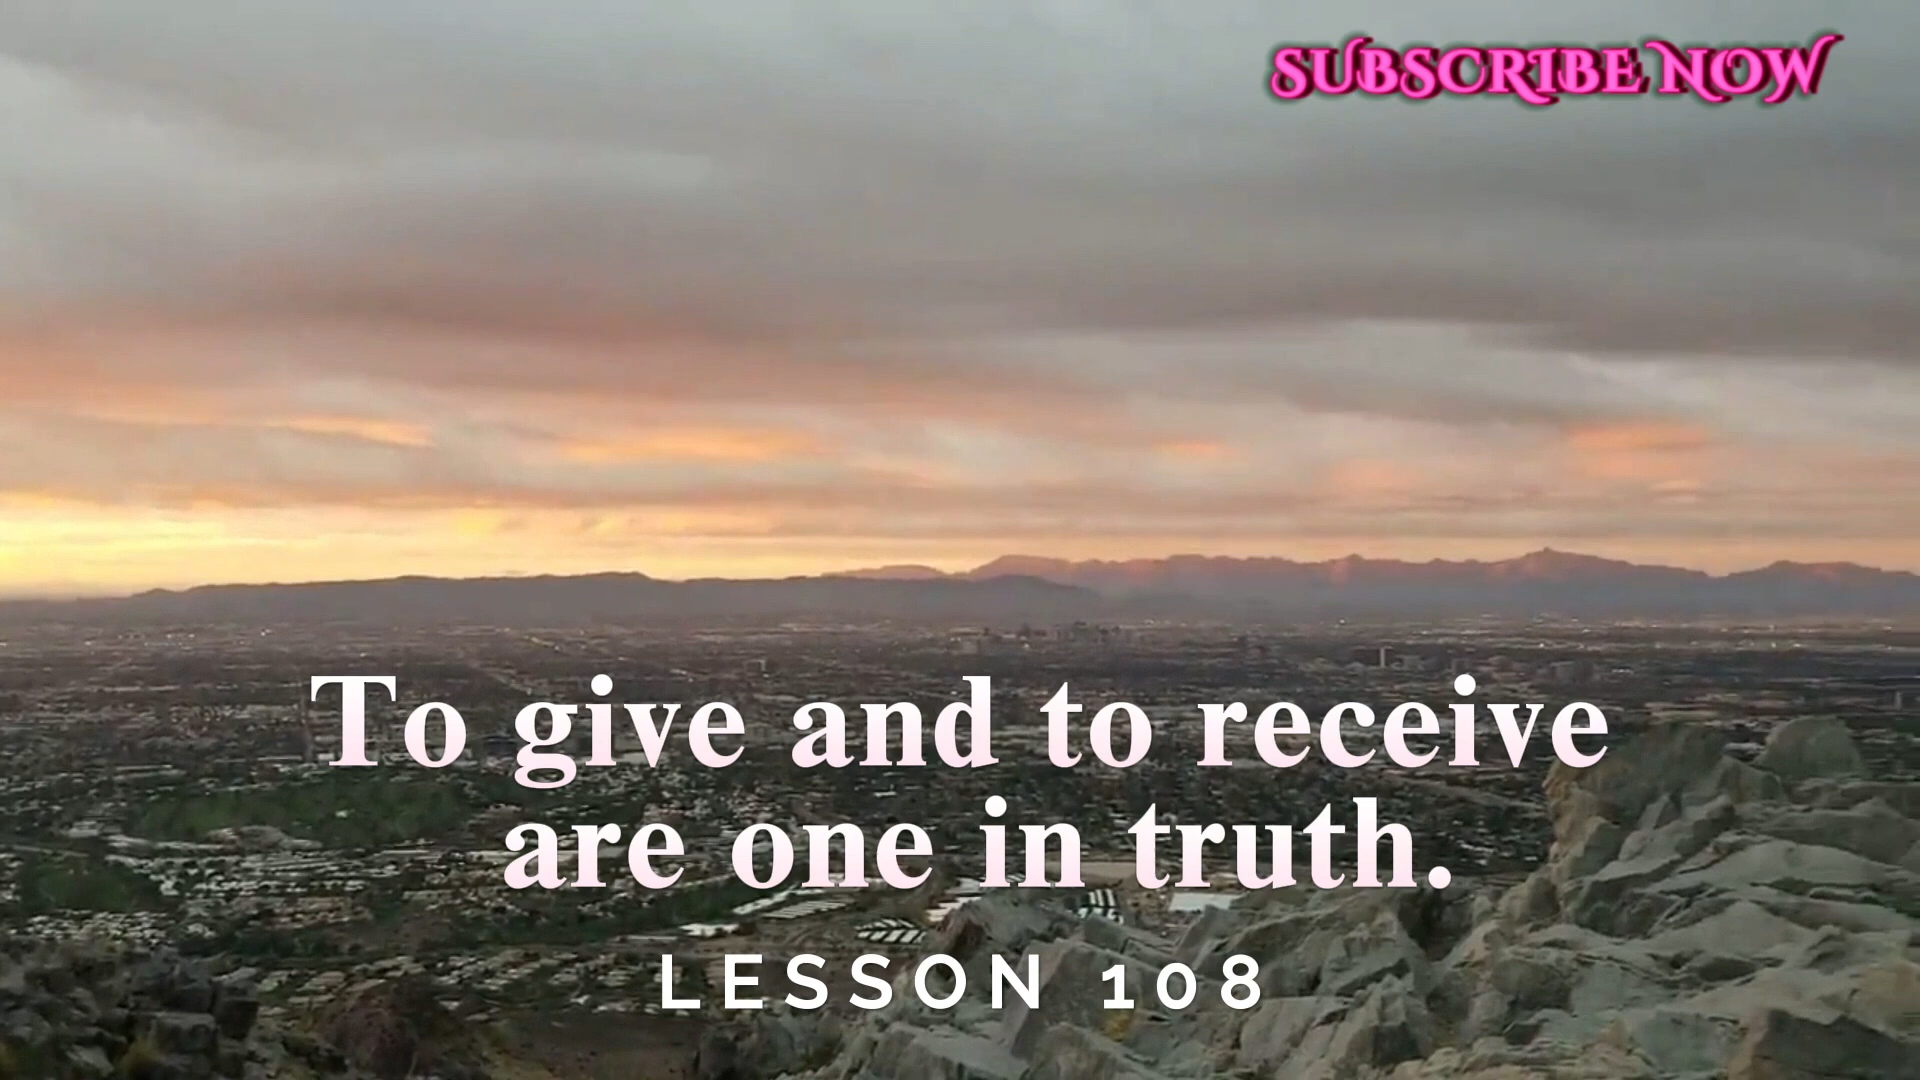 SUBSCRIBE NOW
To give and to receive
are one in truth.
LESSON 108